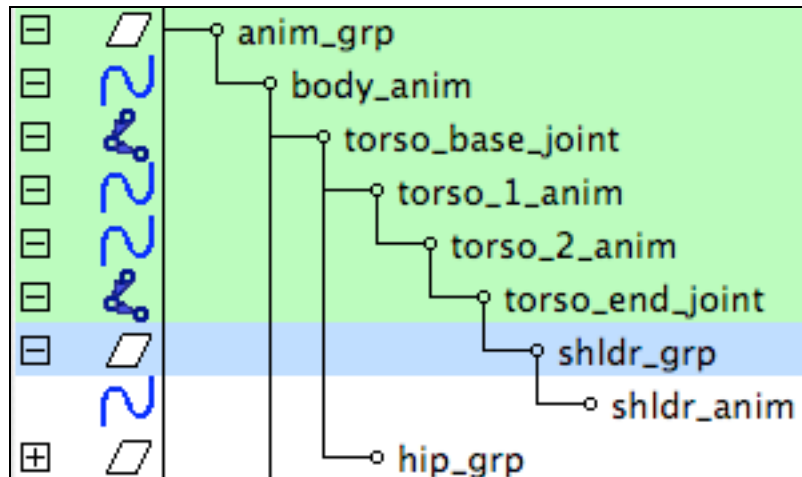 anim_grp
body_anim
torso_base_joint
torso_1_anim
torso_2_anim
torso_end_joint
shldr_grp
shldr_anim
hip_grp